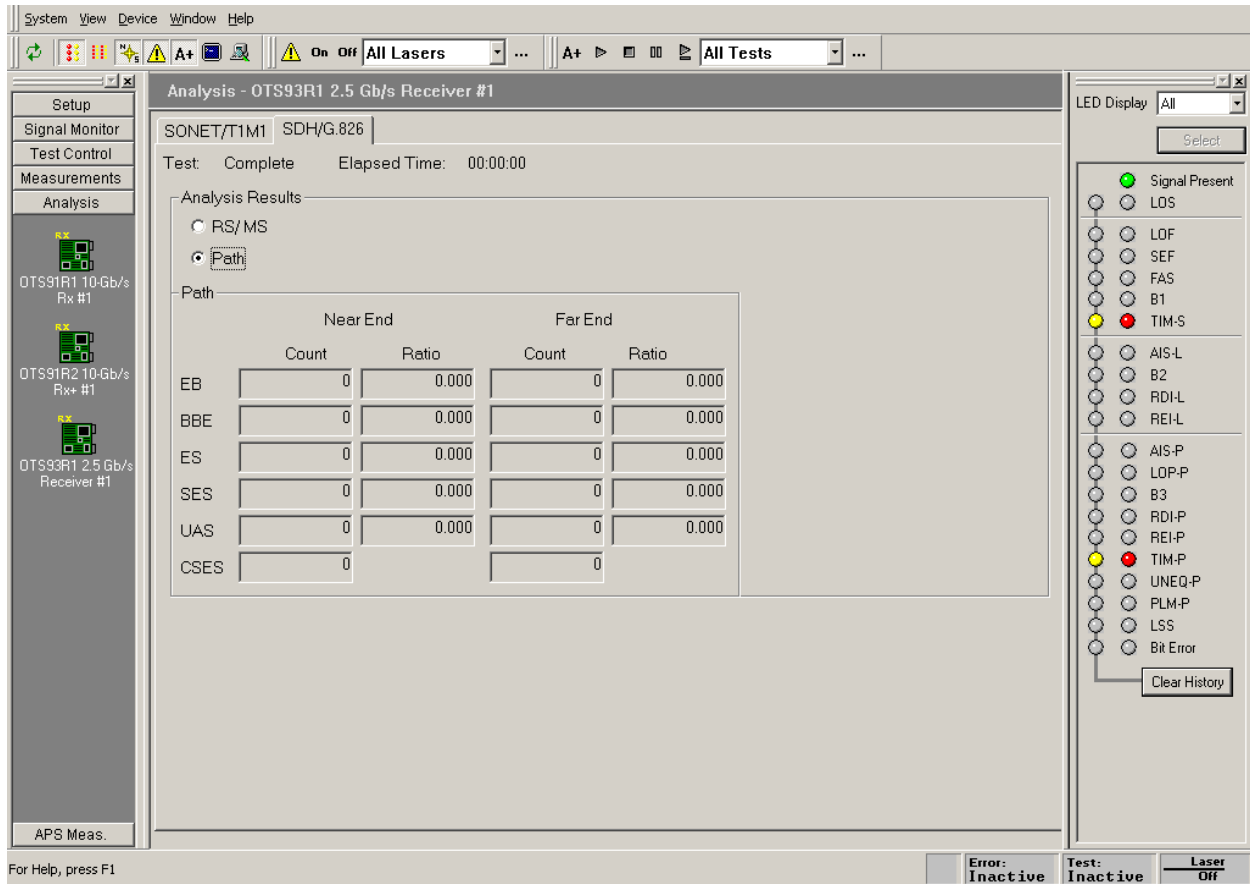 System View Device Window Help
A+ On Off All Lasers ... A+ All Tests ...
Setup
Signal Monitor
Test Control
Measurements
Analysis
RX
OTS91R1 10-Gb/s
Rx #1
RX
OTS91R2 10-Gb/s
Rx+ #1
RX
OTS93R1 2.5 Gb/s
Receiver #1
APS Meas.
Analysis - OTS93R1 2.5 Gb/s Receiver #1
SONET/T1M1 SDH/G.826
Test: Complete Elapsed Time: 00:00:00
Analysis Results
RS/MS
Path
Path
Near End Far End
Count Ratio Count Ratio
EB 0 0.000 0 0.000
BBE 0 0.000 0 0.000
ES 0 0.000 0 0.000
SES 0 0.000 0 0.000
UAS 0 0.000 0 0.000
CSES 0 0
LED Display All
Select
Signal Present
LOS
LOF
SEF
FAS
B1
TIM-S
AIS-L
B2
RDI-L
REI-L
AIS-P
LOP-P
B3
RDI-P
REI-P
TIM-P
UNEQ-P
PLM-P
LSS
Bit Error
Clear History
For Help, press F1
Error: Inactive
Test: Inactive
Laser Off